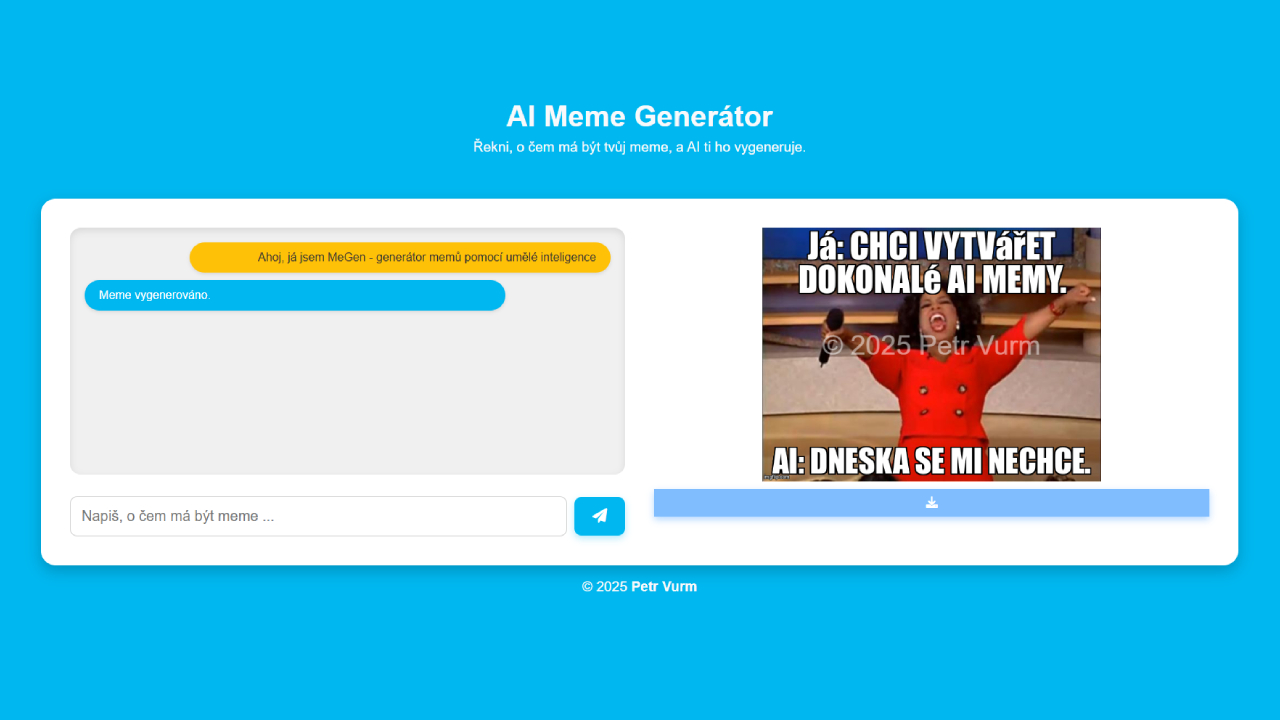 AI Meme Generátor
Řekni, o čem má být tvůj meme, a AI ti ho vygeneruje.
Ahoj, já jsem MeGen - generátor memů pomocí umělé inteligence
Meme vygenerováno.
Napiš, o čem má být meme ...
Já: CHCI VYTVářET
DOKONALé AI MEMY.
© 2025 Petr Vurm
AI: DNESKA SE MI NECHCE.
© 2025 Petr Vurm